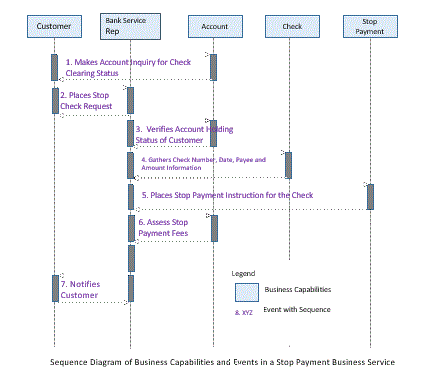 Customer
Bank Service
Rep
Account
Check
Stop
Payment
1. Makes Account Inquiry for Check
Clearing Status
2. Places Stop
Check Request
3. Verifies Account Holding
Status of Customer
4. Gathers Check Number, Date, Payee and
Amount Information
5. Places Stop Payment Instruction for the Check
6. Assess Stop
Payment Fees
7. Notifies
Customer
Legend
Business Capabilities
8. XYZ
Event with Sequence
Sequence Diagram of Business Capabilities and Events in a Stop Payment Business Service